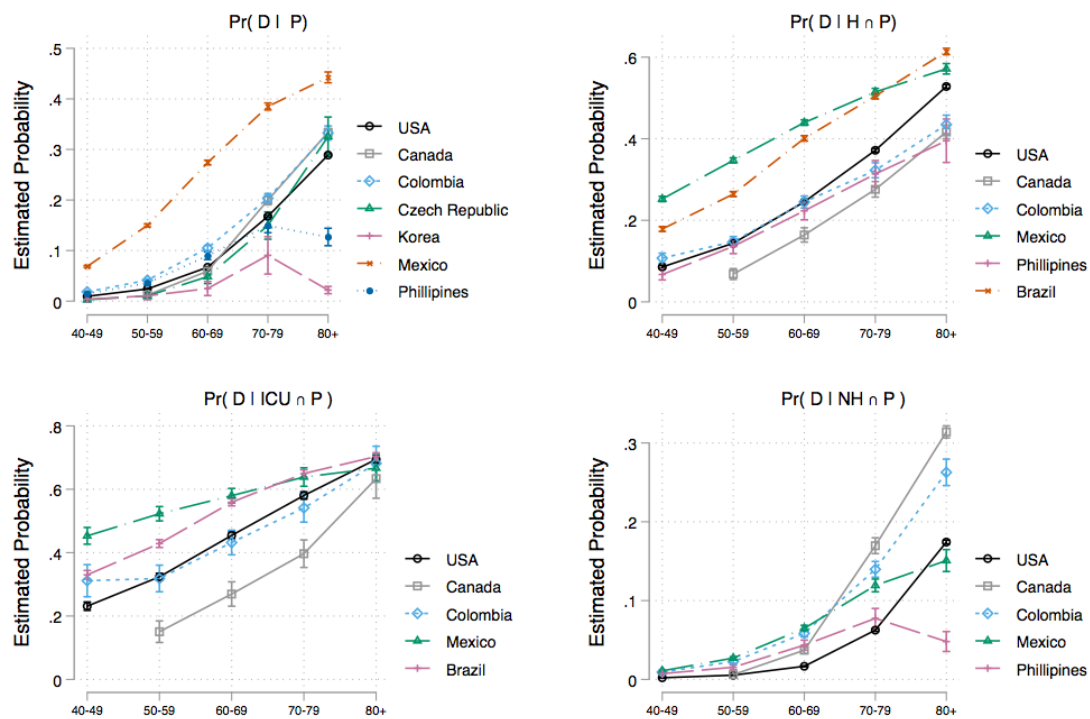 Pr( D | P)
Estimated Probability
.5
.4
.3
.2
.1
0
40-49
50-59
60-69
70-79
80+
USA
Canada
Colombia
Czech Republic
Korea
Mexico
Phillipines
Pr( D | H ∩ P)
Estimated Probability
.6
.4
.2
0
40-49
50-59
60-69
70-79
80+
USA
Canada
Colombia
Mexico
Phillipines
Brazil
Pr( D | ICU ∩ P )
Estimated Probability
.8
.6
.4
.2
0
40-49
50-59
60-69
70-79
80+
USA
Canada
Colombia
Mexico
Brazil
Pr( D | NH ∩ P )
Estimated Probability
.3
.2
.1
0
40-49
50-59
60-69
70-79
80+
USA
Canada
Colombia
Mexico
Phillipines